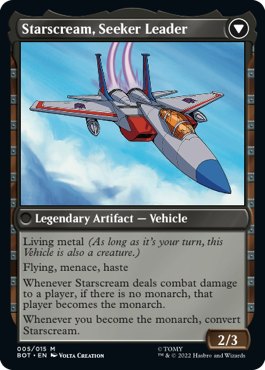 Starscream, Seeker Leader
Legendary Artifact — Vehicle
Living metal (As long as it's your turn, this
Vehicle is also a creature.)
Flying, menace, haste
Whenever Starscream deals combat damage
to a player, if there is no monarch, that
player becomes the monarch.
Whenever you become the monarch, convert
Starscream.
2/3
005/015 M
BOT • EN VOLTA CREATION
©TOMY
™ & © 2022 Hasbro and Wizards